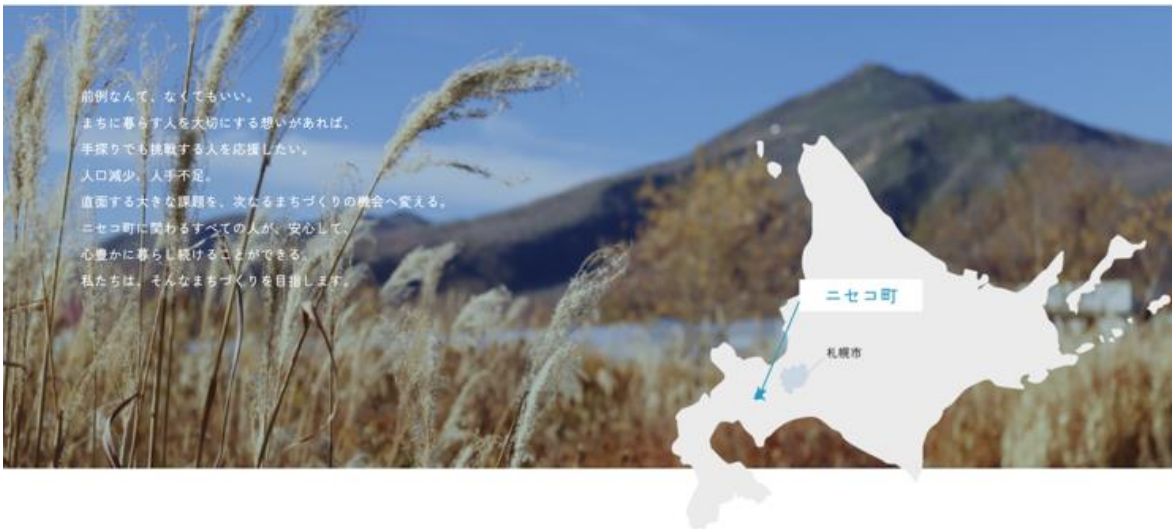 前例なんて、なくてもいい。
まちに暮らす人を大切にする想いがあれば、
手探りでも挑戦する人を応援したい。
人口減少、人手不足。
直面する大きな課題を、次なるまちづくりの機会へ変える。
ニセコ町に関わるすべての人が、安心して、
心豊かに暮らし続けることができる。
私たちは、そんなまちづくりを目指します。
ニセコ町
札幌市